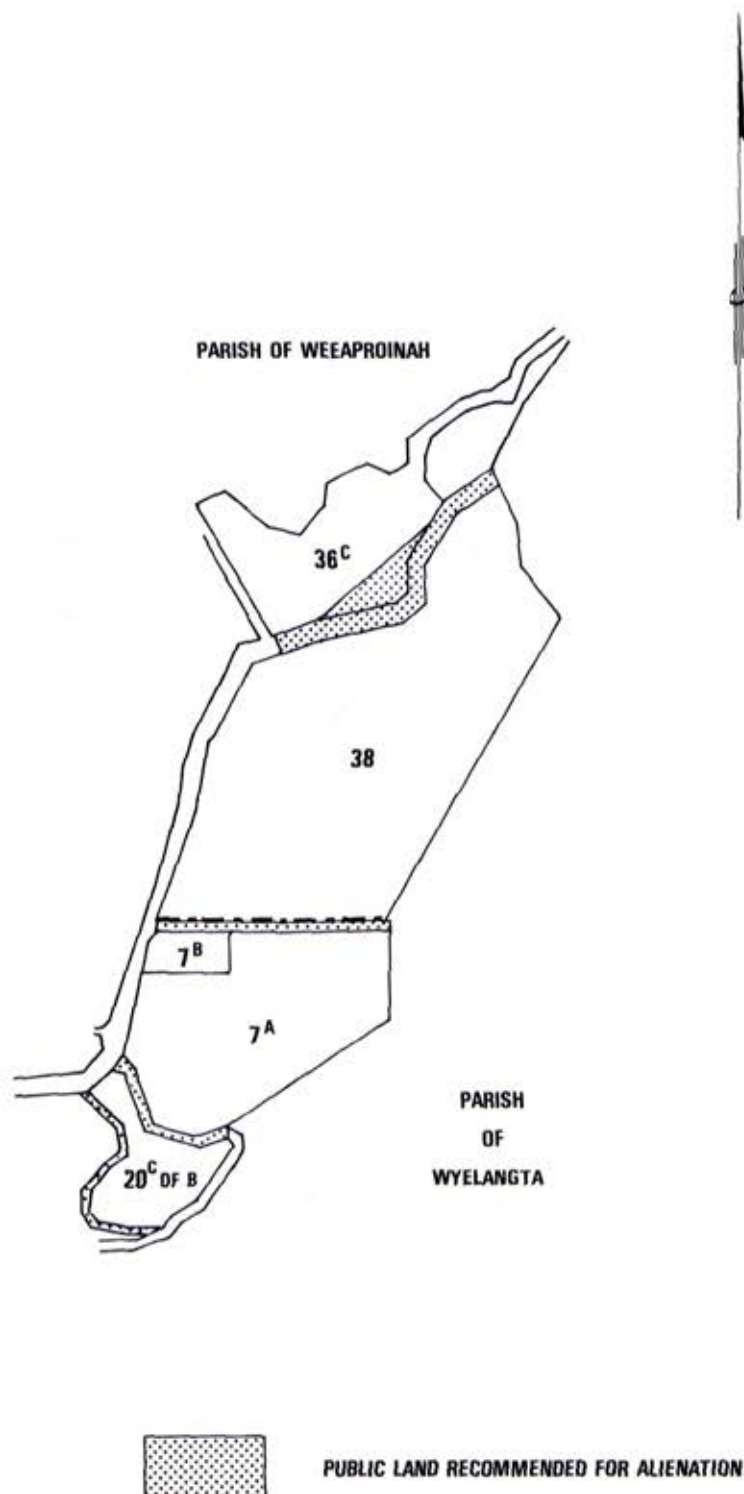 PARISH OF WEEAPROINAH
36ᶜ
38
7ᴮ
7ᴬ
PARISH
OF
WYELANGTA
20ᶜ OF B
PUBLIC LAND RECOMMENDED FOR ALIENATION